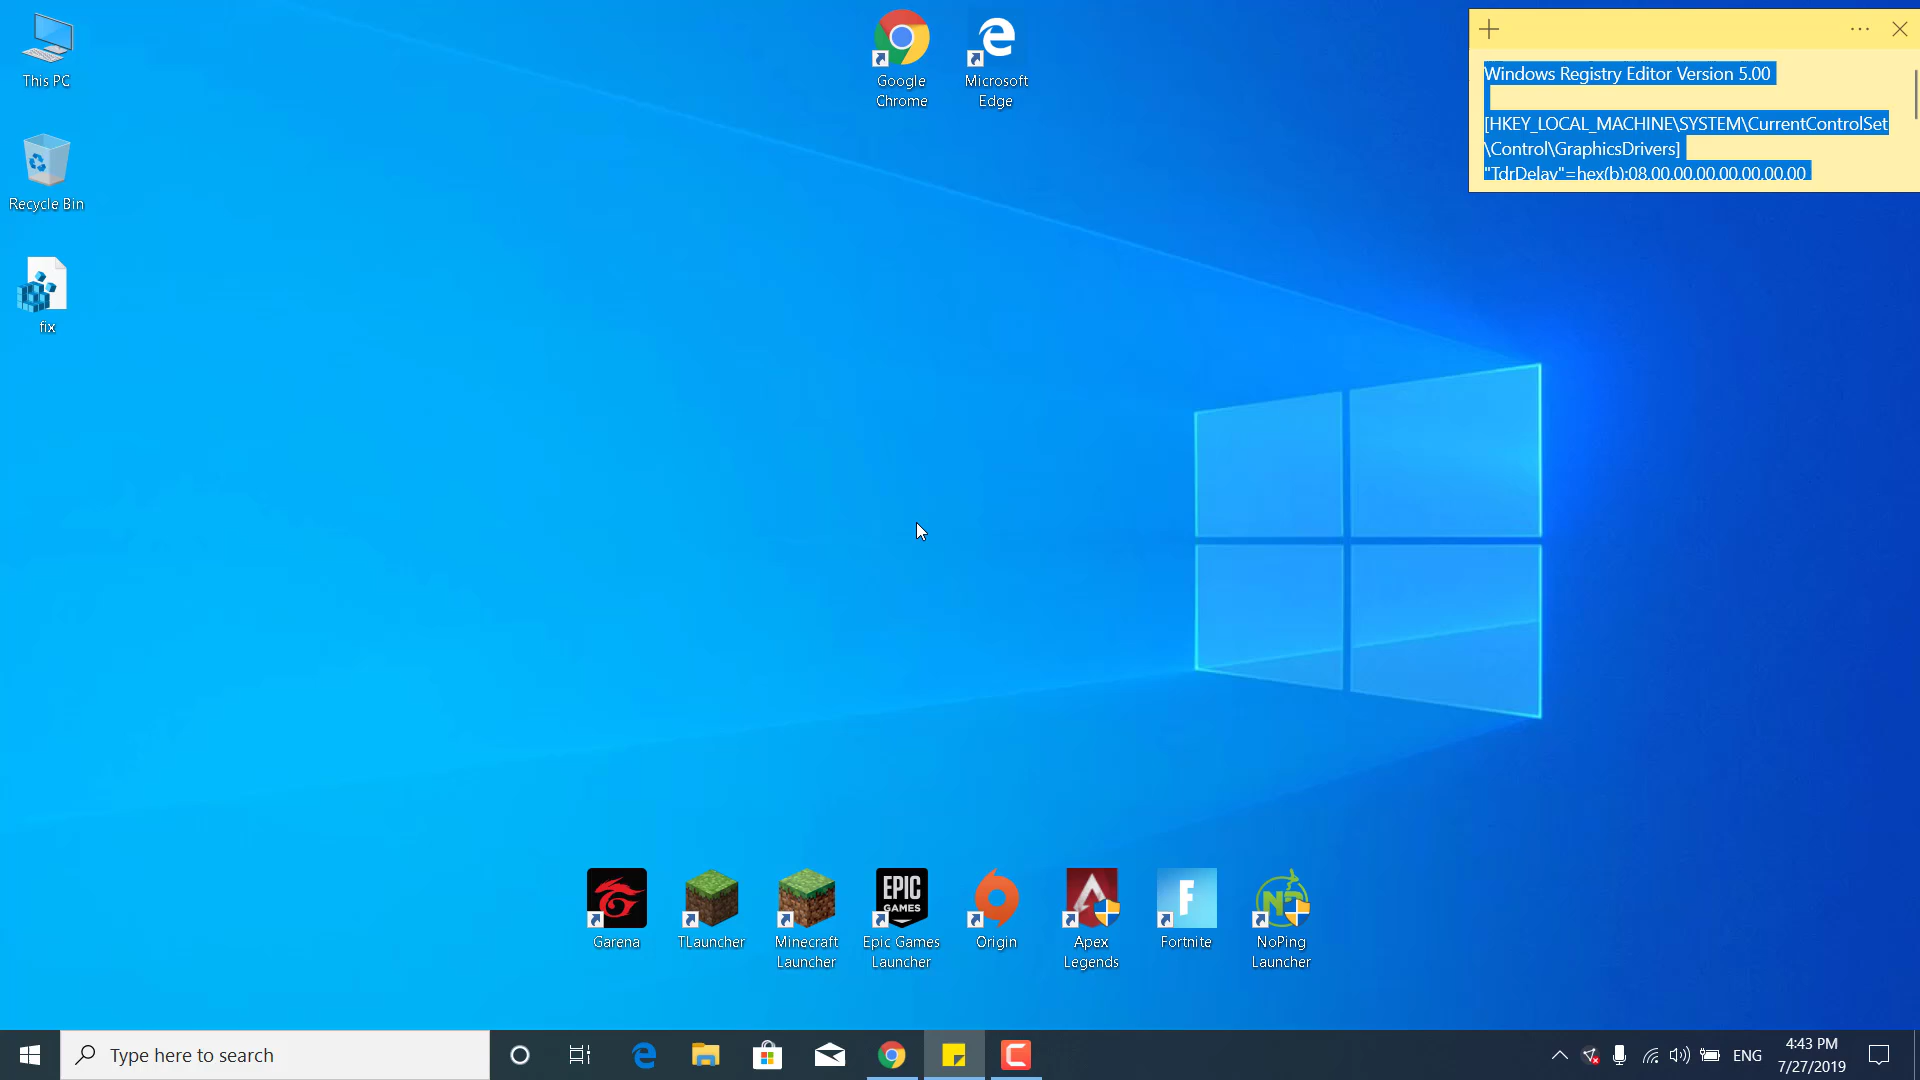 This PC
Recycle Bin
fix
Google
Chrome
Microsoft
Edge
Windows Registry Editor Version 5.00
[HKEY_LOCAL_MACHINE\SYSTEM\CurrentControlSet
\Control\GraphicsDrivers]
"TdrDelay"=hex(b):08,00,00,00,00,00,00,00
Garena
TLauncher
Minecraft
Launcher
EPIC
GAMES
Epic Games
Launcher
Origin
Apex
Legends
F
Fortnite
NP
NoPing
Launcher
Type here to search
ENG
4:43 PM
7/27/2019